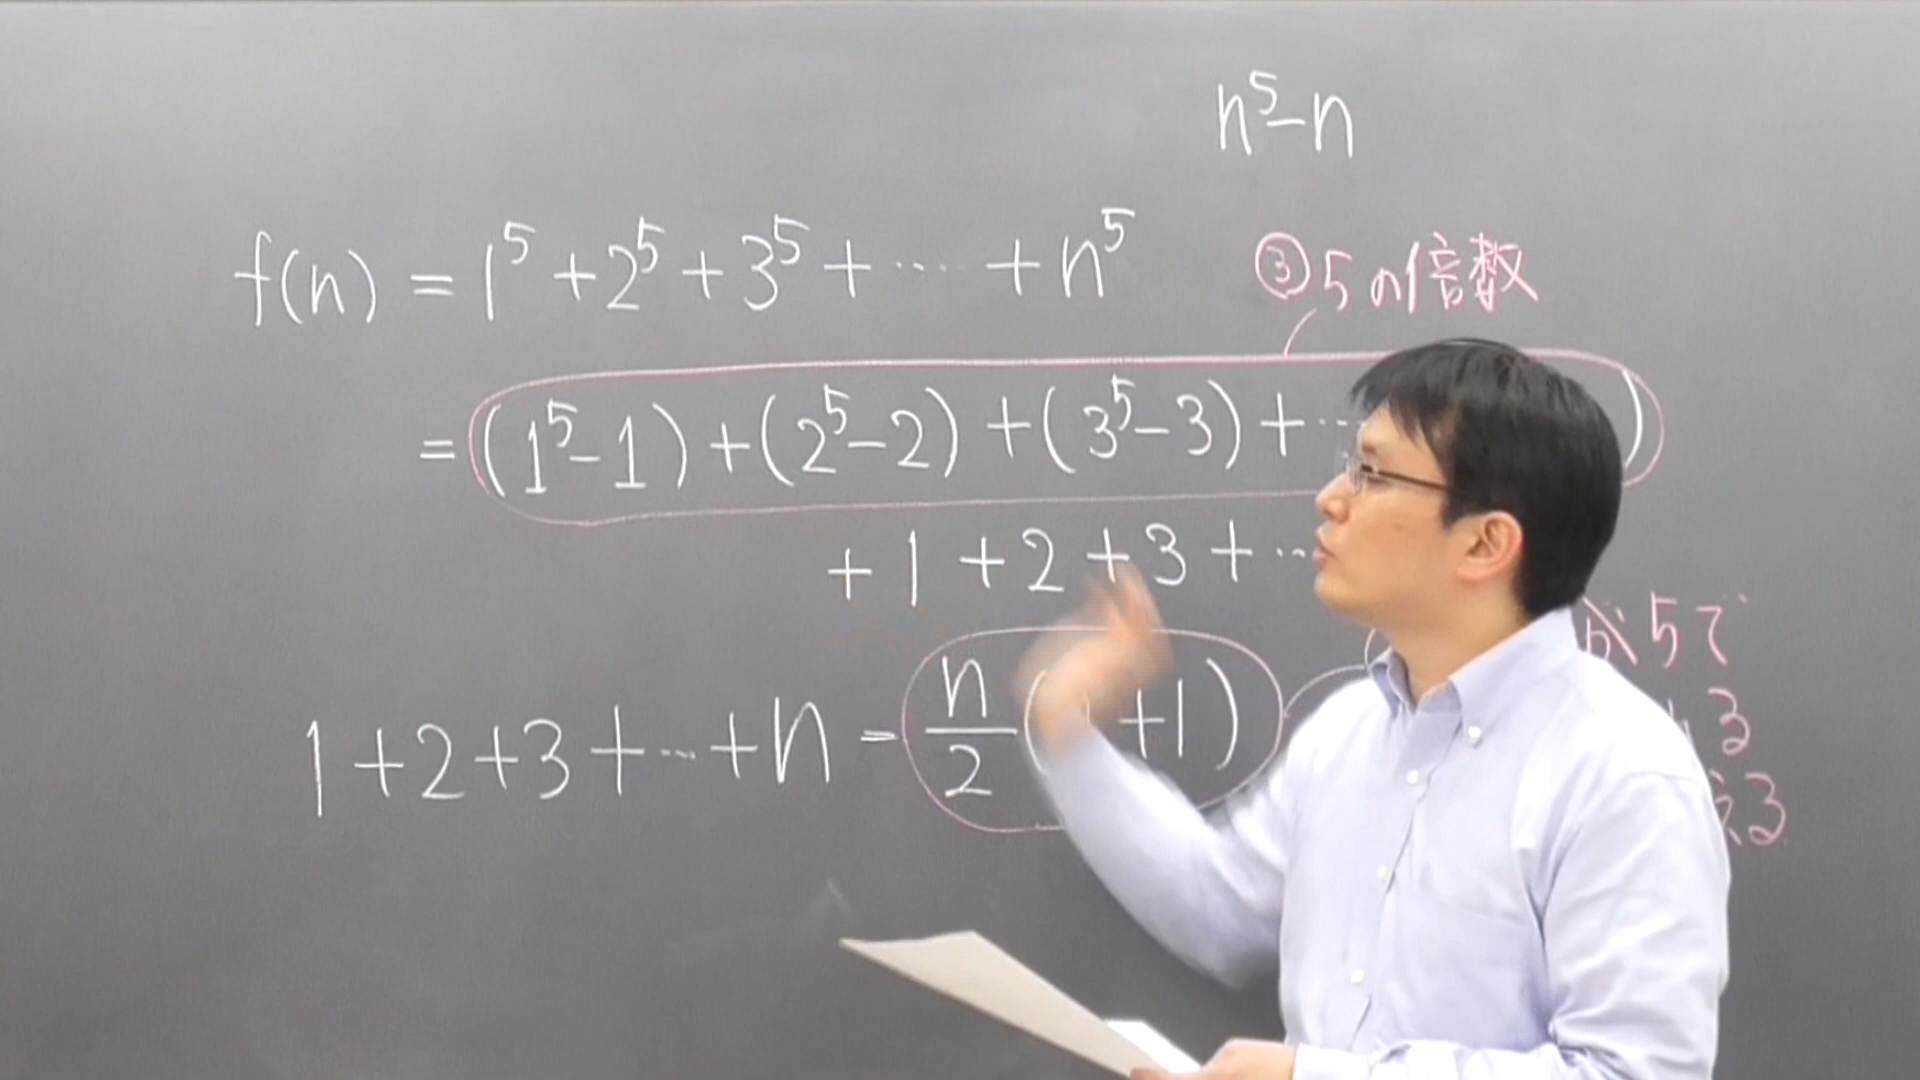 n⁵-n
f(n) = 1⁵ + 2⁵ + 3⁵ + ‥‥ + n⁵
③ 5の倍数
= (1⁵-1) + (2⁵-2) + (3⁵-3) + ‥ )
+ 1 + 2 + 3 + ‥
が5で
る
1 + 2 + 3 + ‥ + n = n/2 ( +1)
る